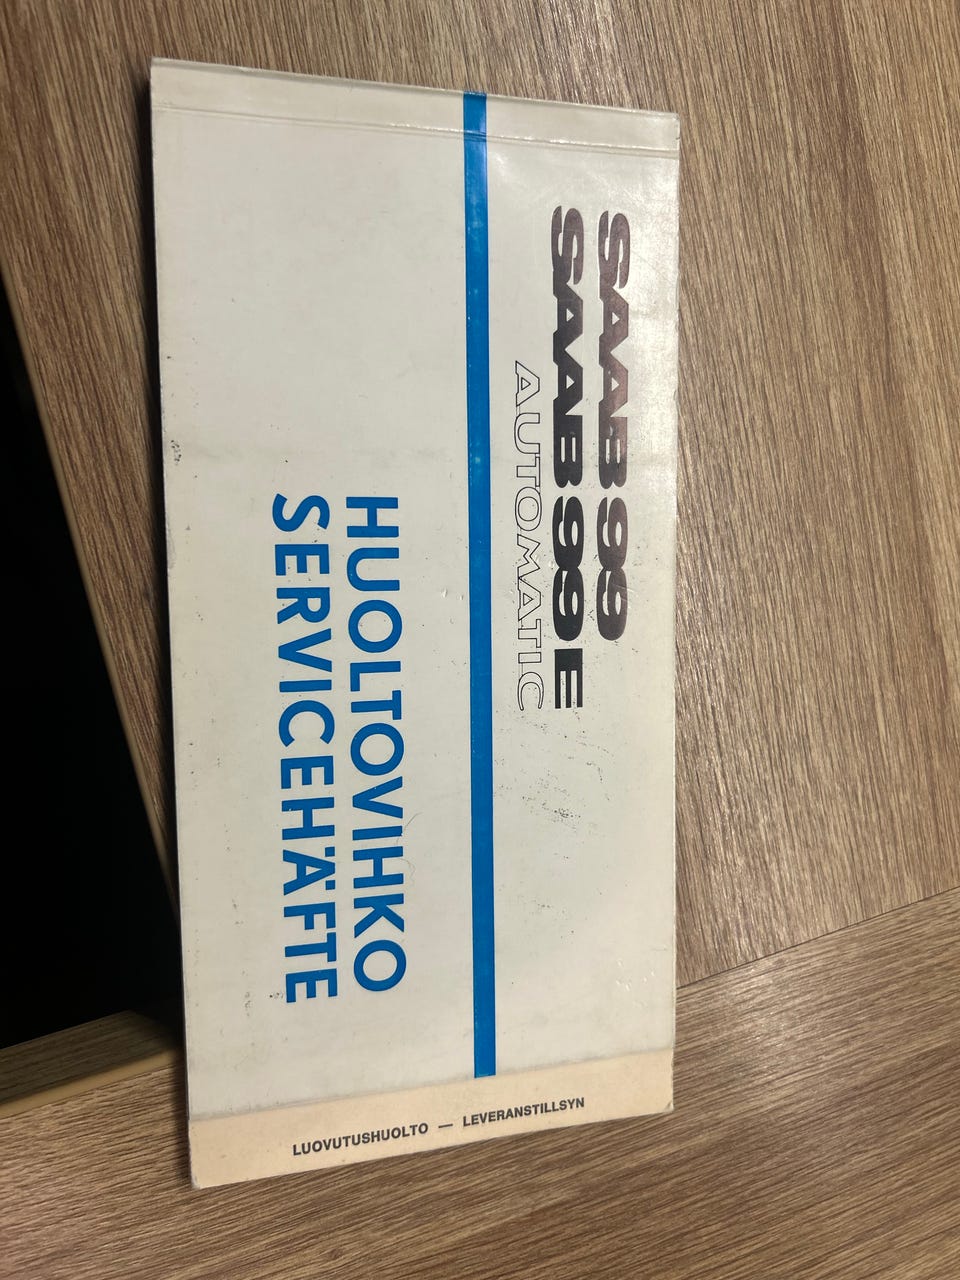 SAAB 99
SAAB 99 E
AUTOMATIC
HUOLTOVIHKO
SERVICEHÄFTE
LUOVUTUSHUOLTO — LEVERANSTILLSYN